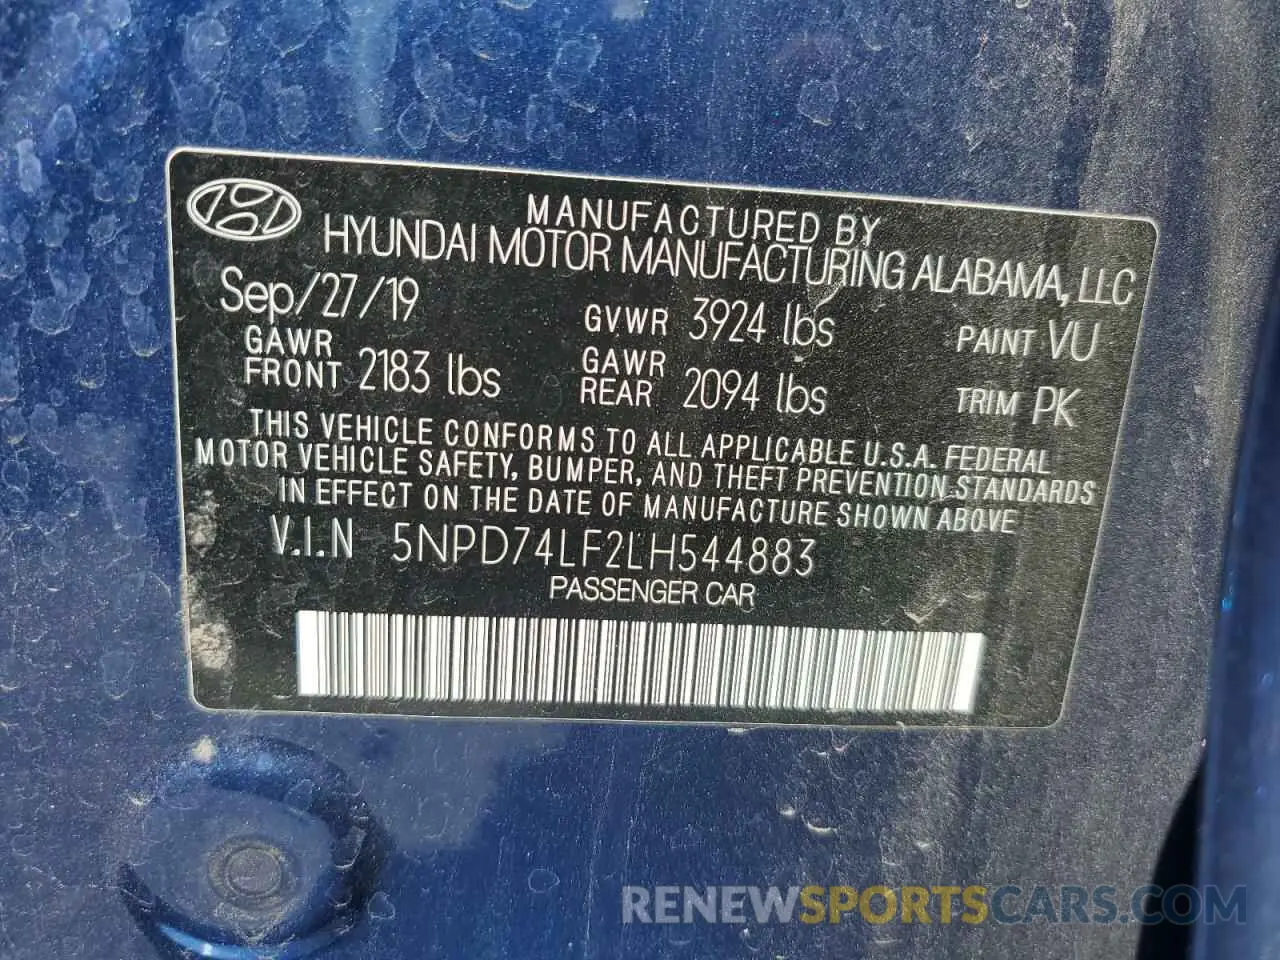 MANUFACTURED BY
HYUNDAI MOTOR MANUFACTURING ALABAMA, LLC
Sep/27/19 GVWR 3924 lbs PAINT VU
GAWR FRONT 2183 lbs GAWR REAR 2094 lbs TRIM PK
THIS VEHICLE CONFORMS TO ALL APPLICABLE U.S.A. FEDERAL
MOTOR VEHICLE SAFETY, BUMPER, AND THEFT PREVENTION STANDARDS
IN EFFECT ON THE DATE OF MANUFACTURE SHOWN ABOVE
V.I.N 5NPD74LF2LH544883
PASSENGER CAR
RENEWSPORTSCARS.COM